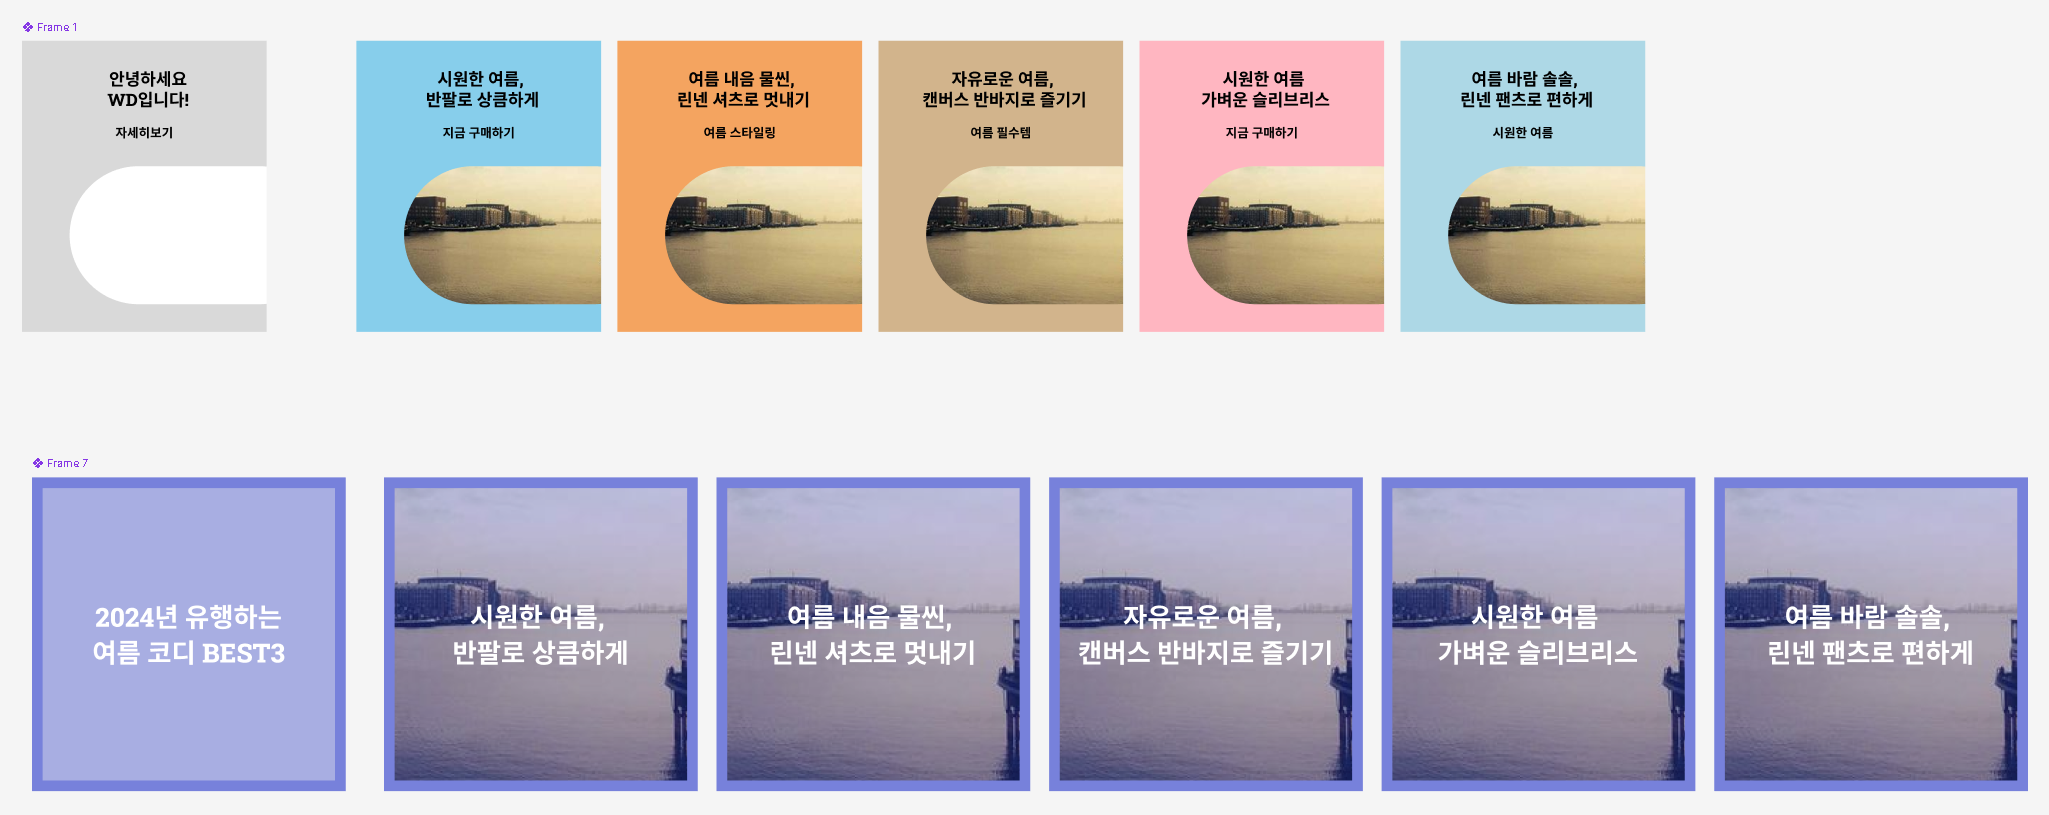 Frame 1
안녕하세요
WD입니다!
자세히보기
시원한 여름,
반팔로 상큼하게
지금 구매하기
여름 내음 물씬,
린넨 셔츠로 멋내기
여름 스타일링
자유로운 여름,
캔버스 반바지로 즐기기
여름 필수템
시원한 여름
가벼운 슬리브리스
지금 구매하기
여름 바람 솔솔,
린넨 팬츠로 편하게
시원한 여름
Frame 7
2024년 유행하는
여름 코디 BEST3
시원한 여름,
반팔로 상큼하게
여름 내음 물씬,
린넨 셔츠로 멋내기
자유로운 여름,
캔버스 반바지로 즐기기
시원한 여름
가벼운 슬리브리스
여름 바람 솔솔,
린넨 팬츠로 편하게